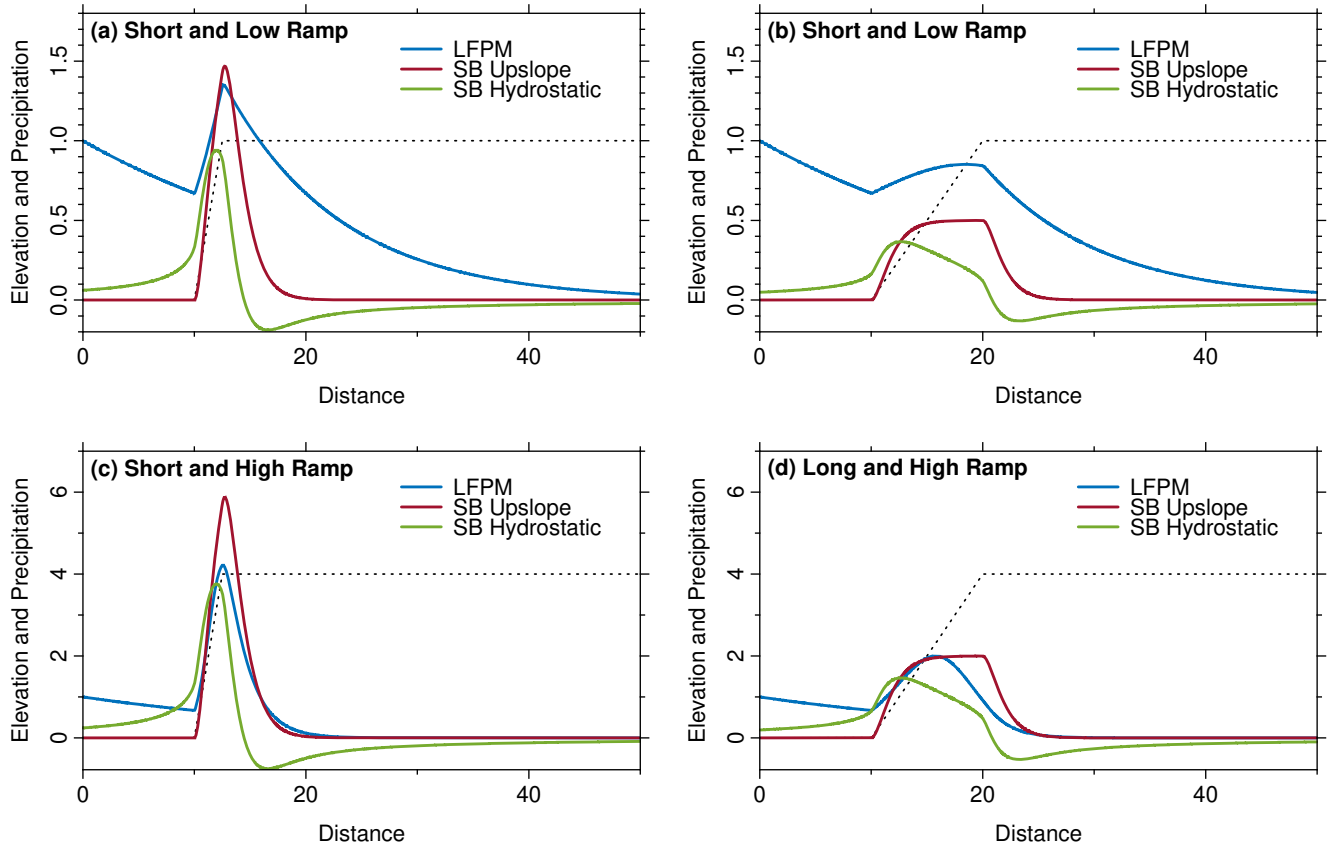 (a) Short and Low Ramp
LFPM
SB Upslope
SB Hydrostatic
Elevation and Precipitation
0.0
0.5
1.0
1.5
0
20
40
Distance
(b) Short and Low Ramp
LFPM
SB Upslope
SB Hydrostatic
Elevation and Precipitation
0.0
0.5
1.0
1.5
0
20
40
Distance
(c) Short and High Ramp
LFPM
SB Upslope
SB Hydrostatic
Elevation and Precipitation
0
2
4
6
0
20
40
Distance
(d) Long and High Ramp
LFPM
SB Upslope
SB Hydrostatic
Elevation and Precipitation
0
2
4
6
0
20
40
Distance